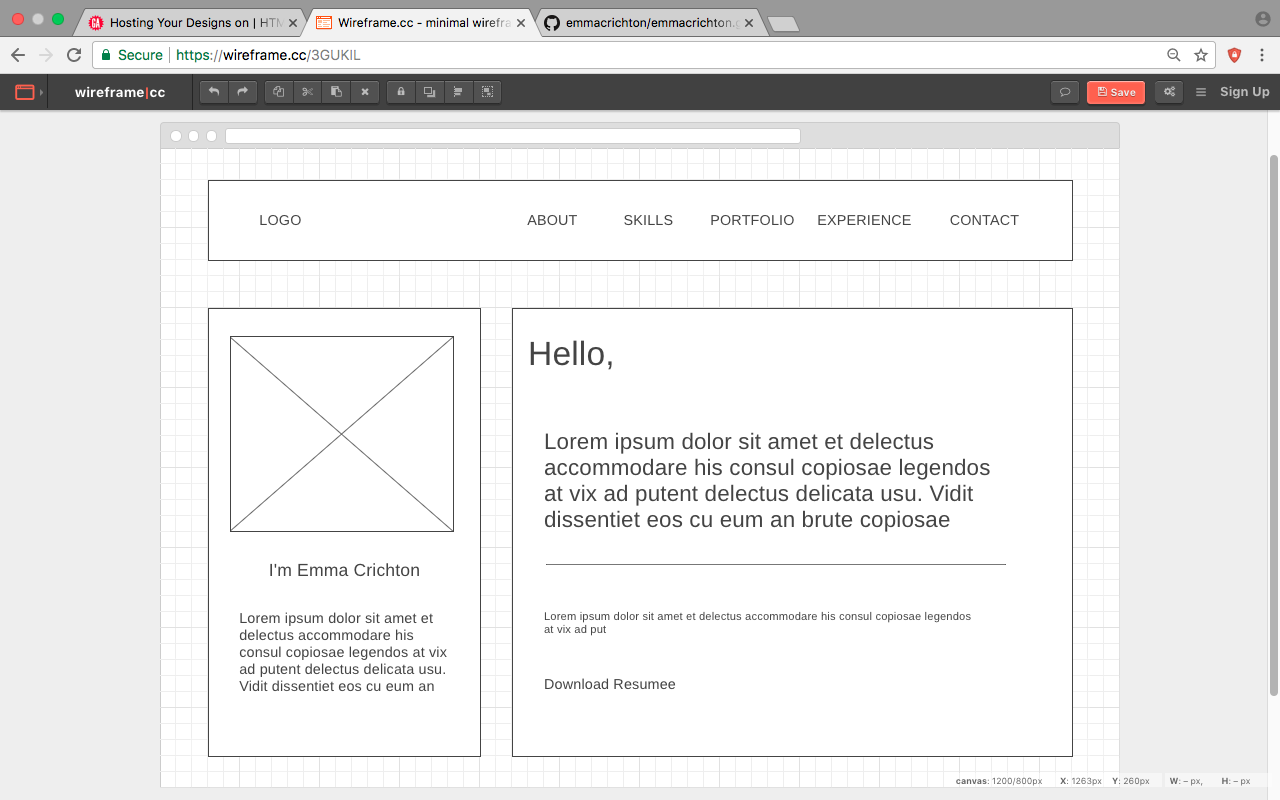 Hosting Your Designs on | HTM
Wireframe.cc - minimal wirefra
emmacrichton/emmacrichton.g
Secure https://wireframe.cc/3GUKIL
wireframe|cc
Save
Sign Up
LOGO ABOUT SKILLS PORTFOLIO EXPERIENCE CONTACT
I'm Emma Crichton
Lorem ipsum dolor sit amet et
delectus accommodare his
consul copiosae legendos at vix
ad putent delectus delicata usu.
Vidit dissentiet eos cu eum an
Hello,
Lorem ipsum dolor sit amet et delectus
accommodare his consul copiosae legendos
at vix ad putent delectus delicata usu. Vidit
dissentiet eos cu eum an brute copiosae
Lorem ipsum dolor sit amet et delectus accommodare his consul copiosae legendos
at vix ad put
Download Resumee
canvas: 1200/800px X: 1263px Y: 260px W: – px, H: – px